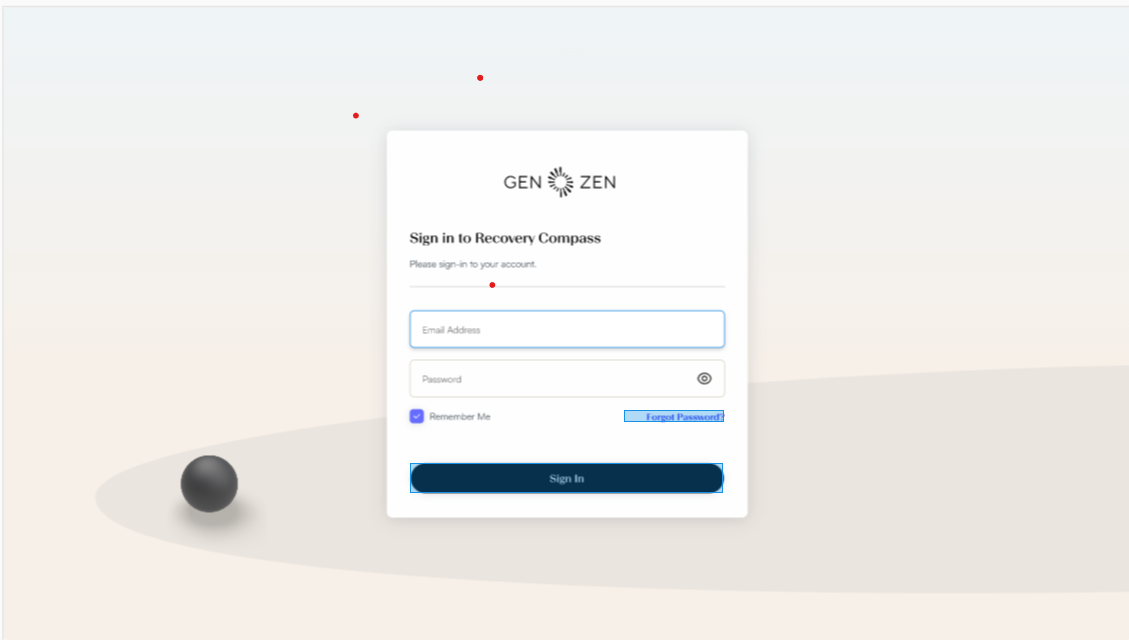 GEN ZEN
Sign in to Recovery Compass
Please sign-in to your account.
Email Address
Password
Remember Me
Forgot Password?
Sign In